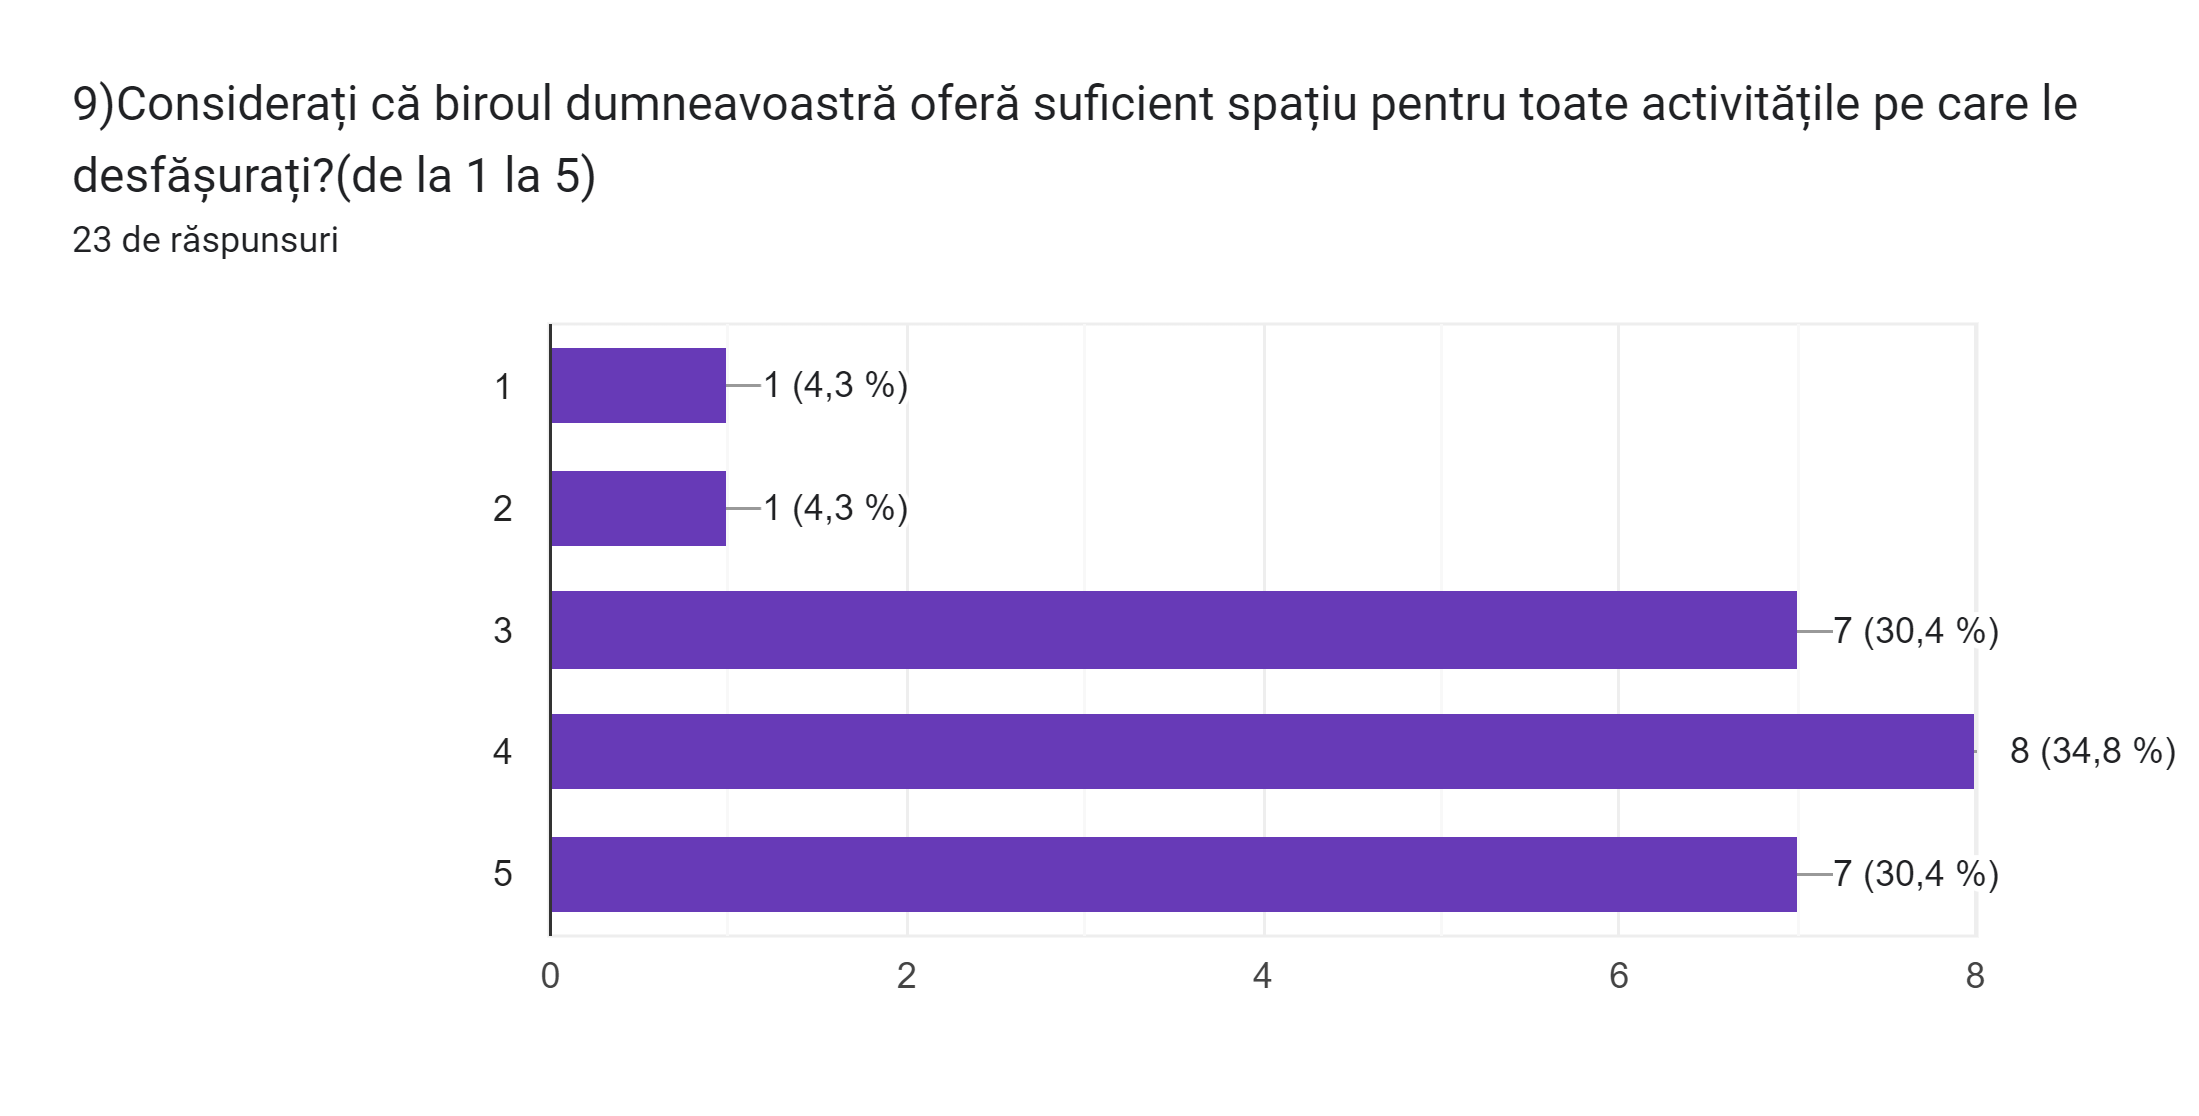 9)Considerați că biroul dumneavoastră oferă suficient spațiu pentru toate activitățile pe care le
desfășurați?(de la 1 la 5)
23 de răspunsuri
1 1 (4,3 %)
2 1 (4,3 %)
3 7 (30,4 %)
4 8 (34,8 %)
5 7 (30,4 %)
0 2 4 6 8